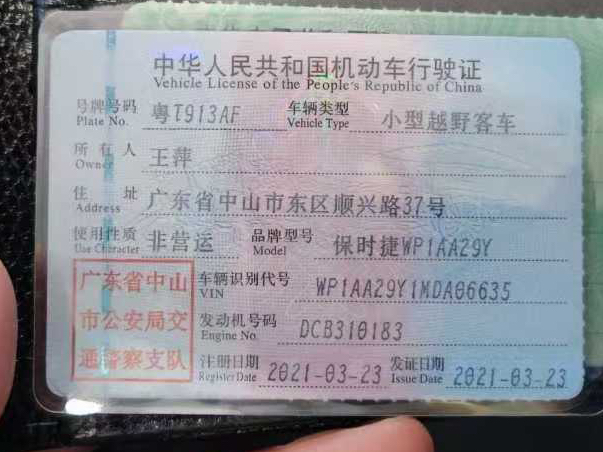 中华人民共和国机动车行驶证
Vehicle License of the People's Republic of China
号牌号码 粤T913AF 车辆类型 小型越野客车
Plate No. Vehicle Type
所有人 王萍
Owner
住址 广东省中山市东区顺兴路37号
Address
使用性质 非营运 品牌型号 保时捷WP1AA29Y
Use Character Model
广东省中山 车辆识别代号 WP1AA29Y1MDA06635
VIN
市公安局交 发动机号码 DCB310183
Engine No.
通警察支队 注册日期 2021-03-23 发证日期 2021-03-23
Register Date Issue Date